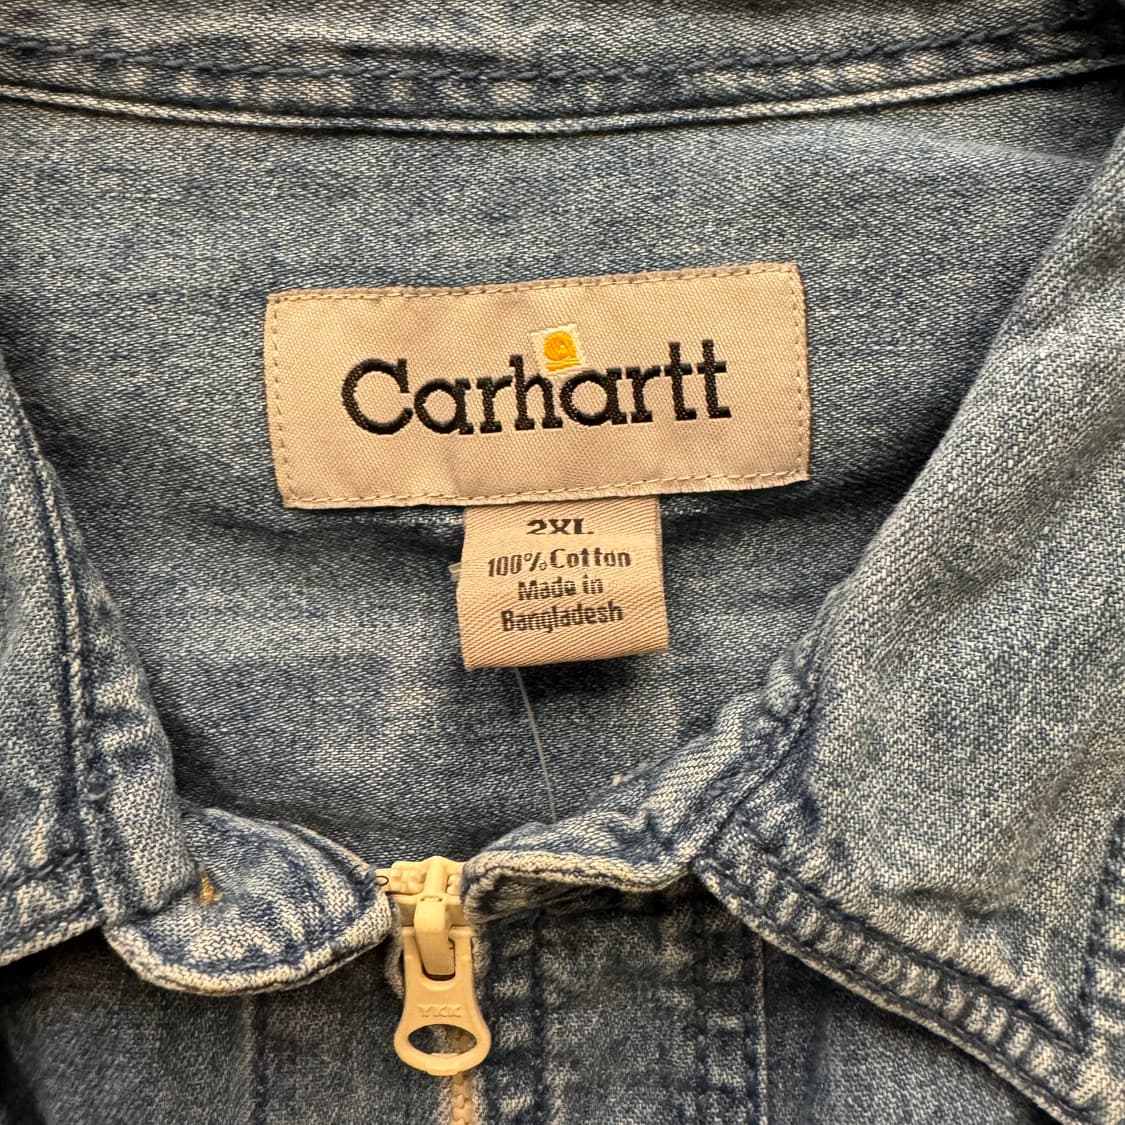 Carhartt
2XL
100% Cotton
Made in
Bangladesh
YKK